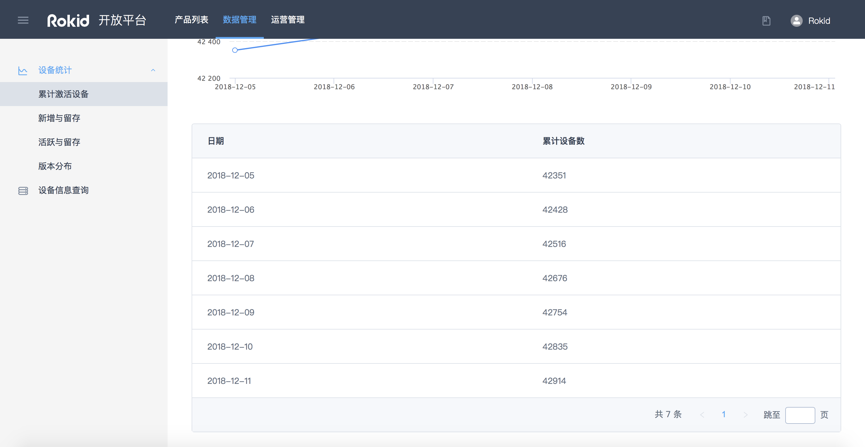 Rokid 开放平台 产品列表 数据管理 运营管理 Rokid
设备统计
累计激活设备
新增与留存
活跃与留存
版本分布
设备信息查询
42 400
42 200
2018-12-05 2018-12-06 2018-12-07 2018-12-08 2018-12-09 2018-12-10 2018-12-11
日期 累计设备数
2018-12-05 42351
2018-12-06 42428
2018-12-07 42516
2018-12-08 42676
2018-12-09 42754
2018-12-10 42835
2018-12-11 42914
共 7 条 < 1 > 跳至 页